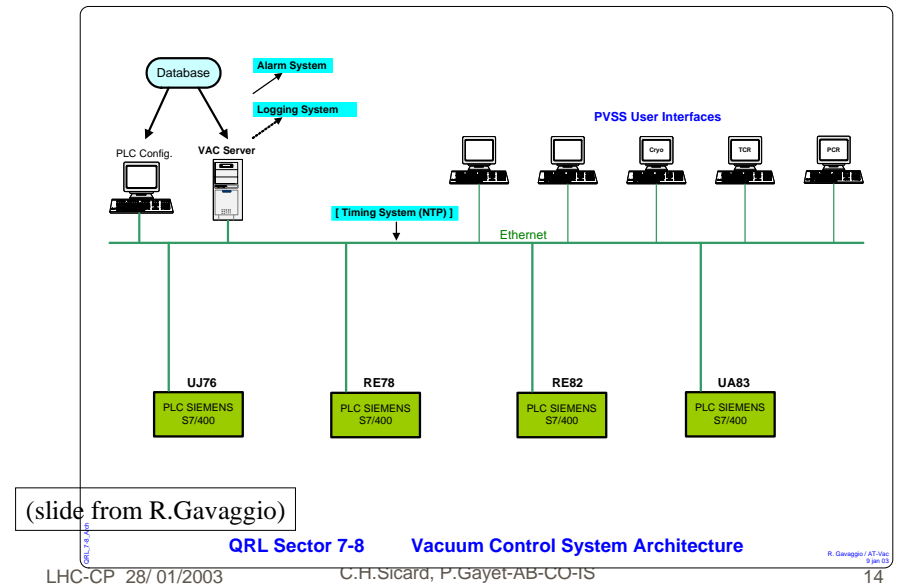 Database
Alarm System
Logging System
PVSS User Interfaces
PLC Config.
VAC Server
Cryo
TCR
PCR
[ Timing System (NTP) ]
Ethernet
UJ76
RE78
RE82
UA83
PLC SIEMENS
S7/400
PLC SIEMENS
S7/400
PLC SIEMENS
S7/400
PLC SIEMENS
S7/400
(slide from R.Gavaggio)
QRL_7-8_Arch
QRL Sector 7-8 Vacuum Control System Architecture
R. Gavaggio / AT-Vac
9 jan 03
LHC-CP 28/ 01/2003
C.H.Sicard, P.Gayet-AB-CO-IS
14